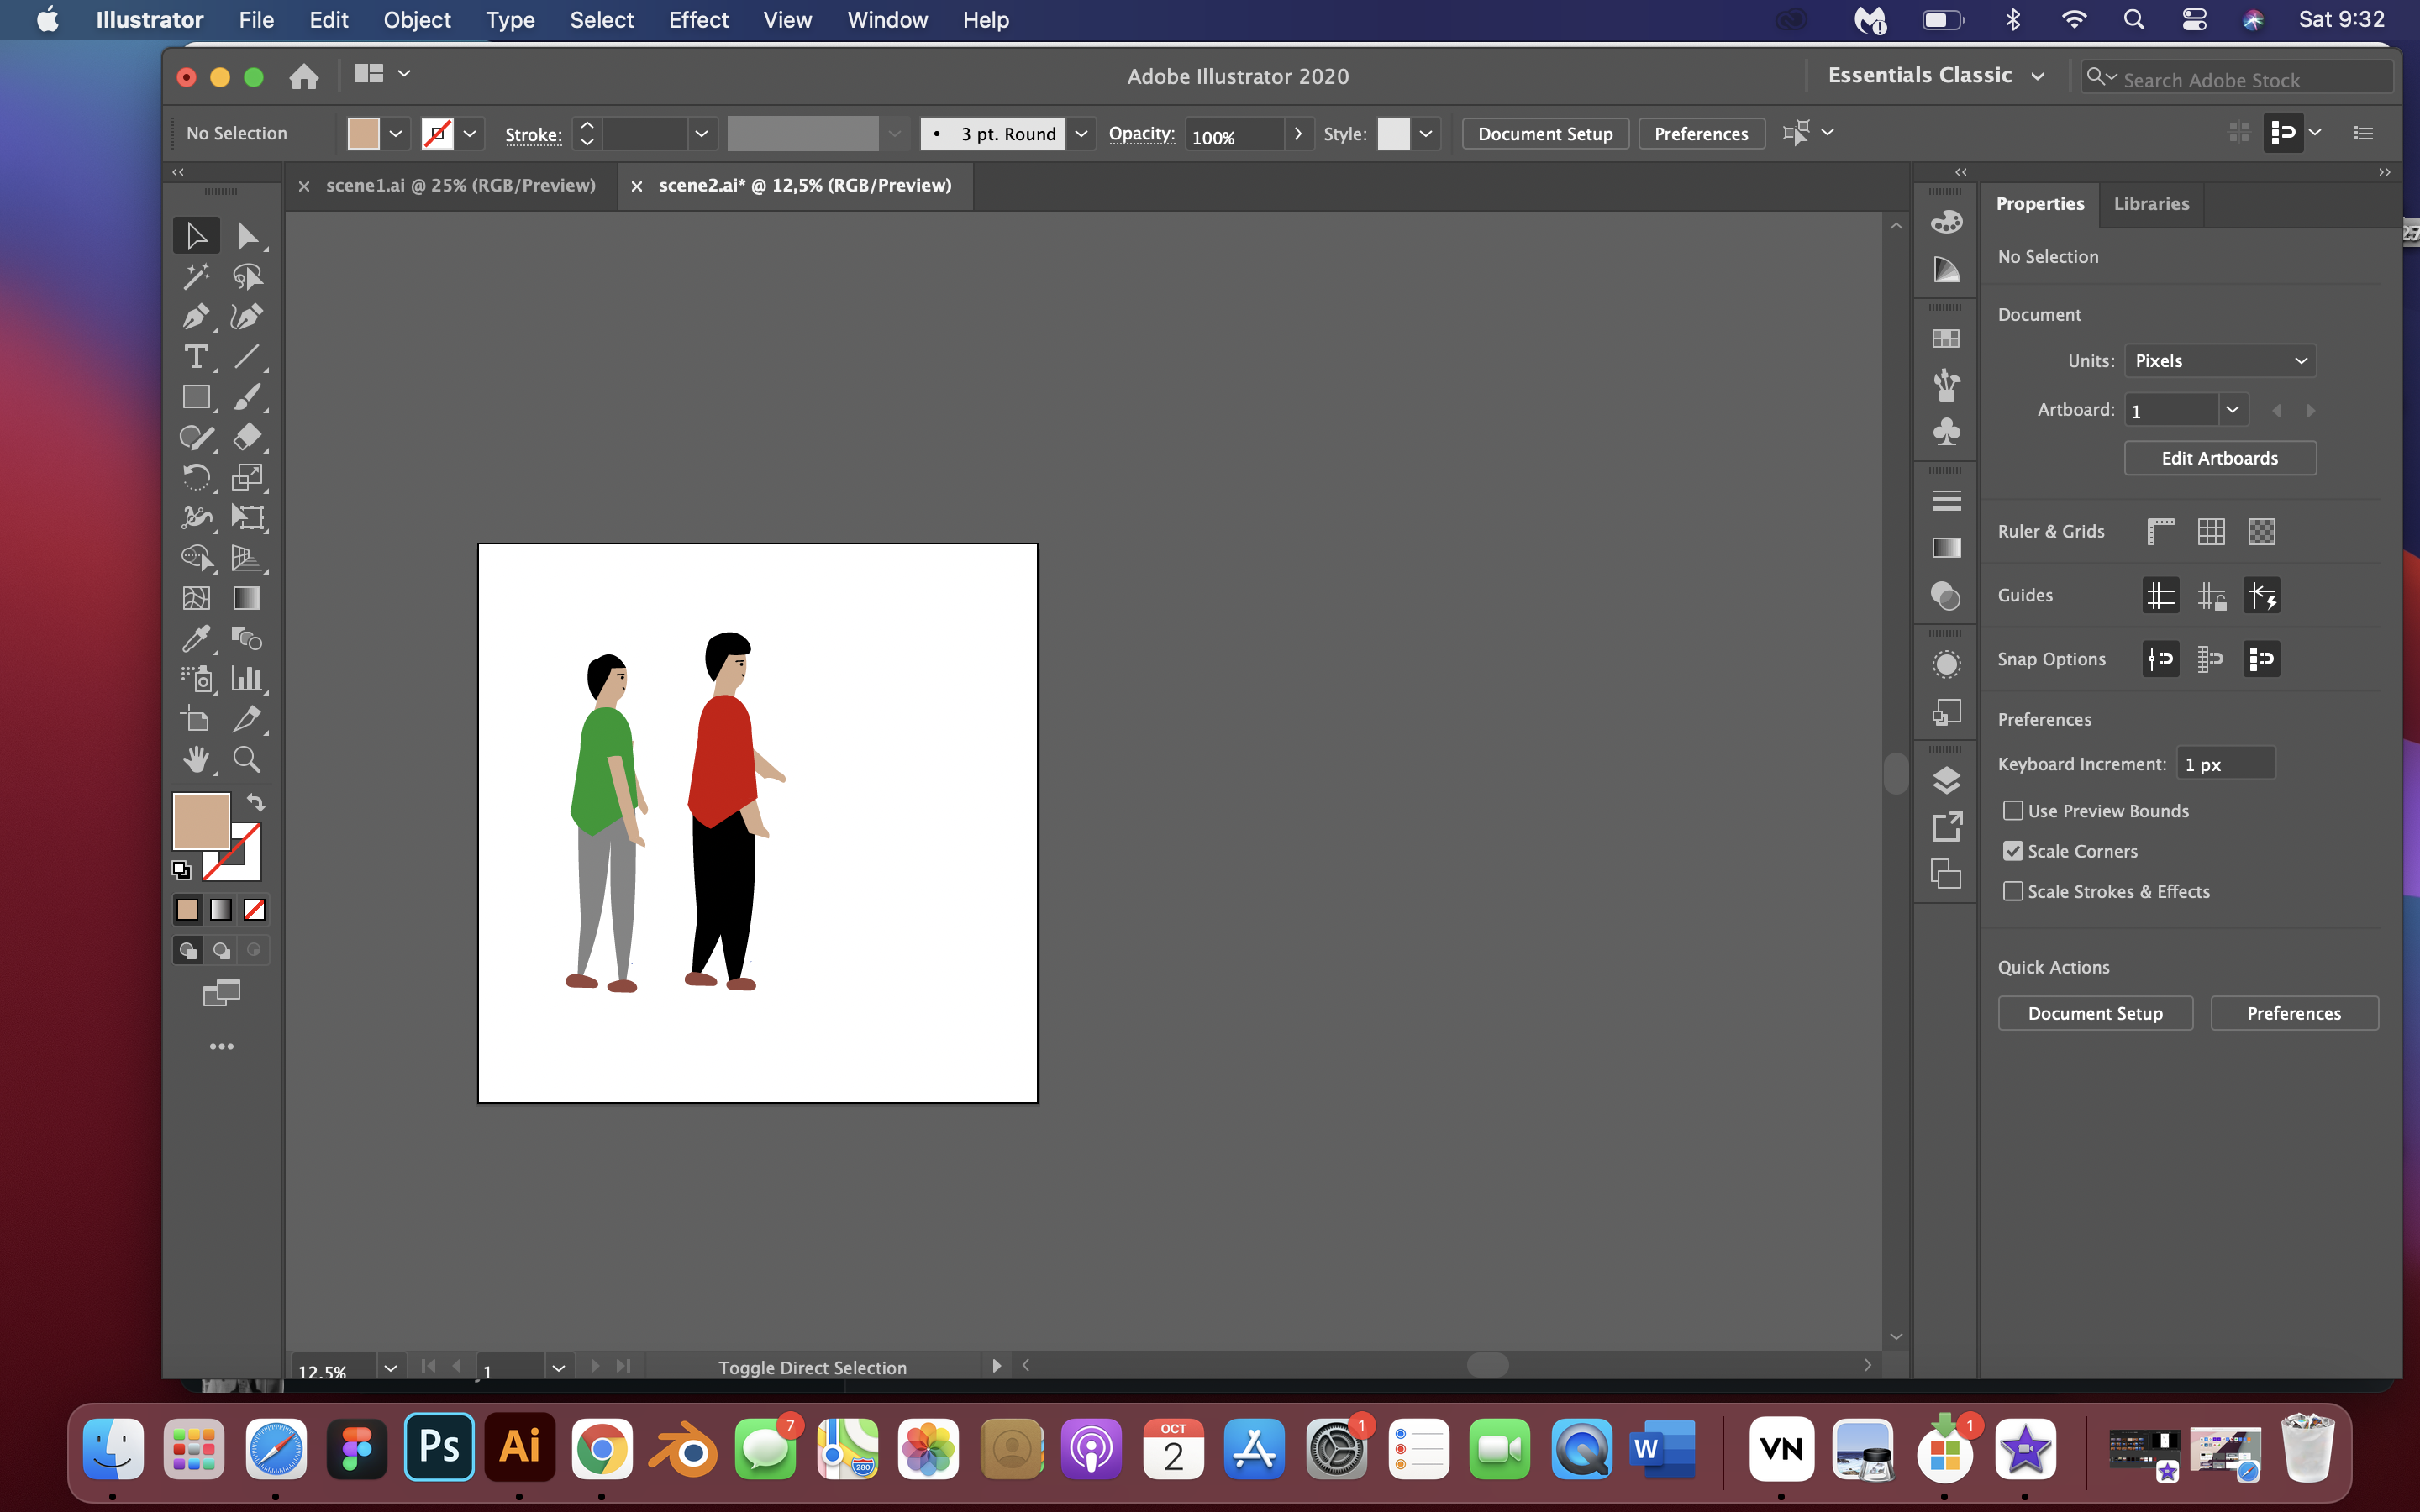 Illustrator File Edit Object Type Select Effect View Window Help Sat 9:32
Adobe Illustrator 2020 Essentials Classic Search Adobe Stock
No Selection Stroke: 3 pt. Round Opacity: 100% Style: Document Setup Preferences
scene1.ai @ 25% (RGB/Preview) scene2.ai* @ 12,5% (RGB/Preview)
Properties Libraries
No Selection
Document
Units: Pixels
Artboard: 1
Edit Artboards
Ruler & Grids
Guides
Snap Options
Preferences
Keyboard Increment: 1 px
Use Preview Bounds
Scale Corners
Scale Strokes & Effects
Quick Actions
Document Setup Preferences
12,5% 1 Toggle Direct Selection
Ps Ai 7 280 OCT 2 1 W VN 1